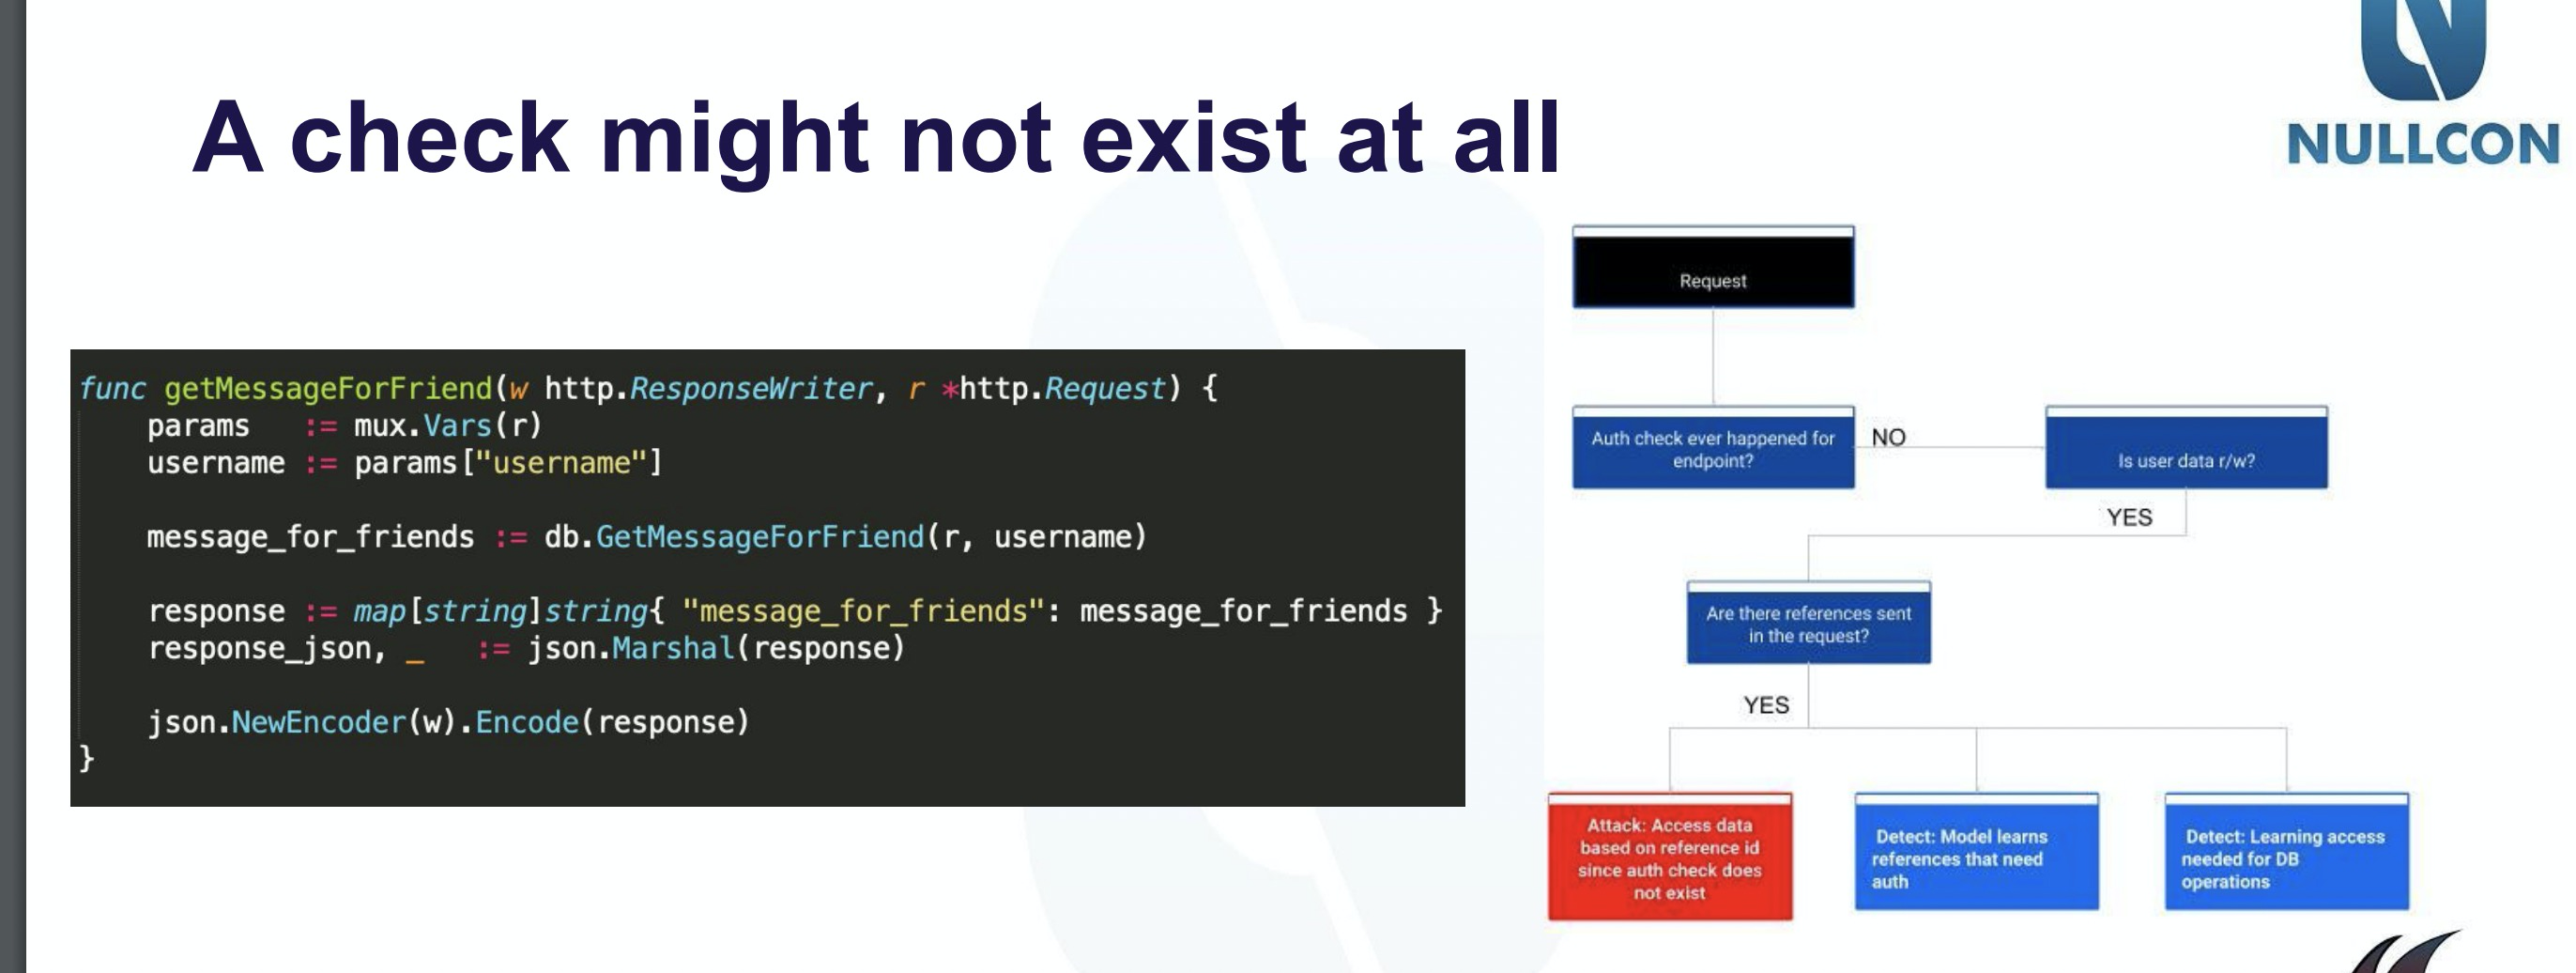 A check might not exist at all
NULLCON
func getMessageForFriend(w http.ResponseWriter, r *http.Request) {
    params   := mux.Vars(r)
    username := params["username"]
    message_for_friends := db.GetMessageForFriend(r, username)
    response := map[string]string{ "message_for_friends": message_for_friends }
    response_json, _   := json.Marshal(response)
    json.NewEncoder(w).Encode(response)
}
Request
Auth check ever happened for
endpoint?
NO
Is user data r/w?
YES
Are there references sent
in the request?
YES
Attack: Access data
based on reference id
since auth check does
not exist
Detect: Model learns
references that need
auth
Detect: Learning access
needed for DB
operations